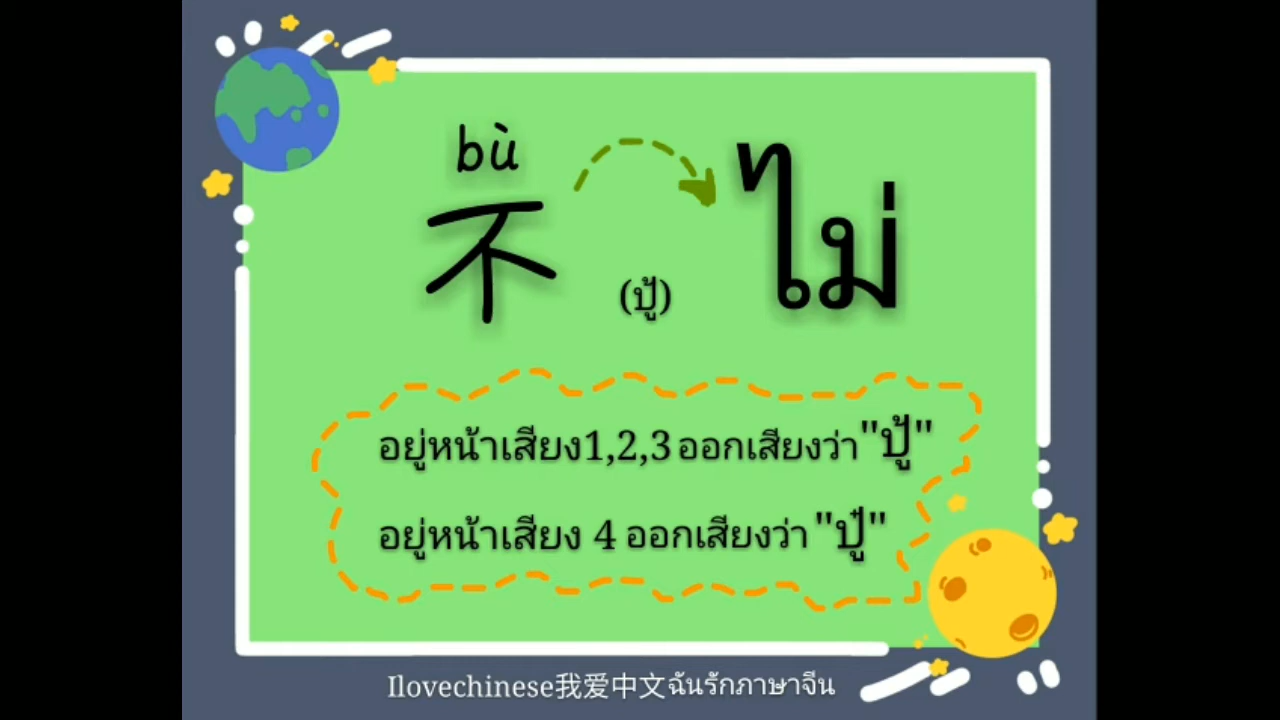 bù
不 (ปู้) ไม่
อยู่หน้าเสียง1,2,3 ออกเสียงว่า "ปู้"
อยู่หน้าเสียง 4 ออกเสียงว่า "ปู๋"
Ilovechinese我爱中文ฉันรักภาษาจีน